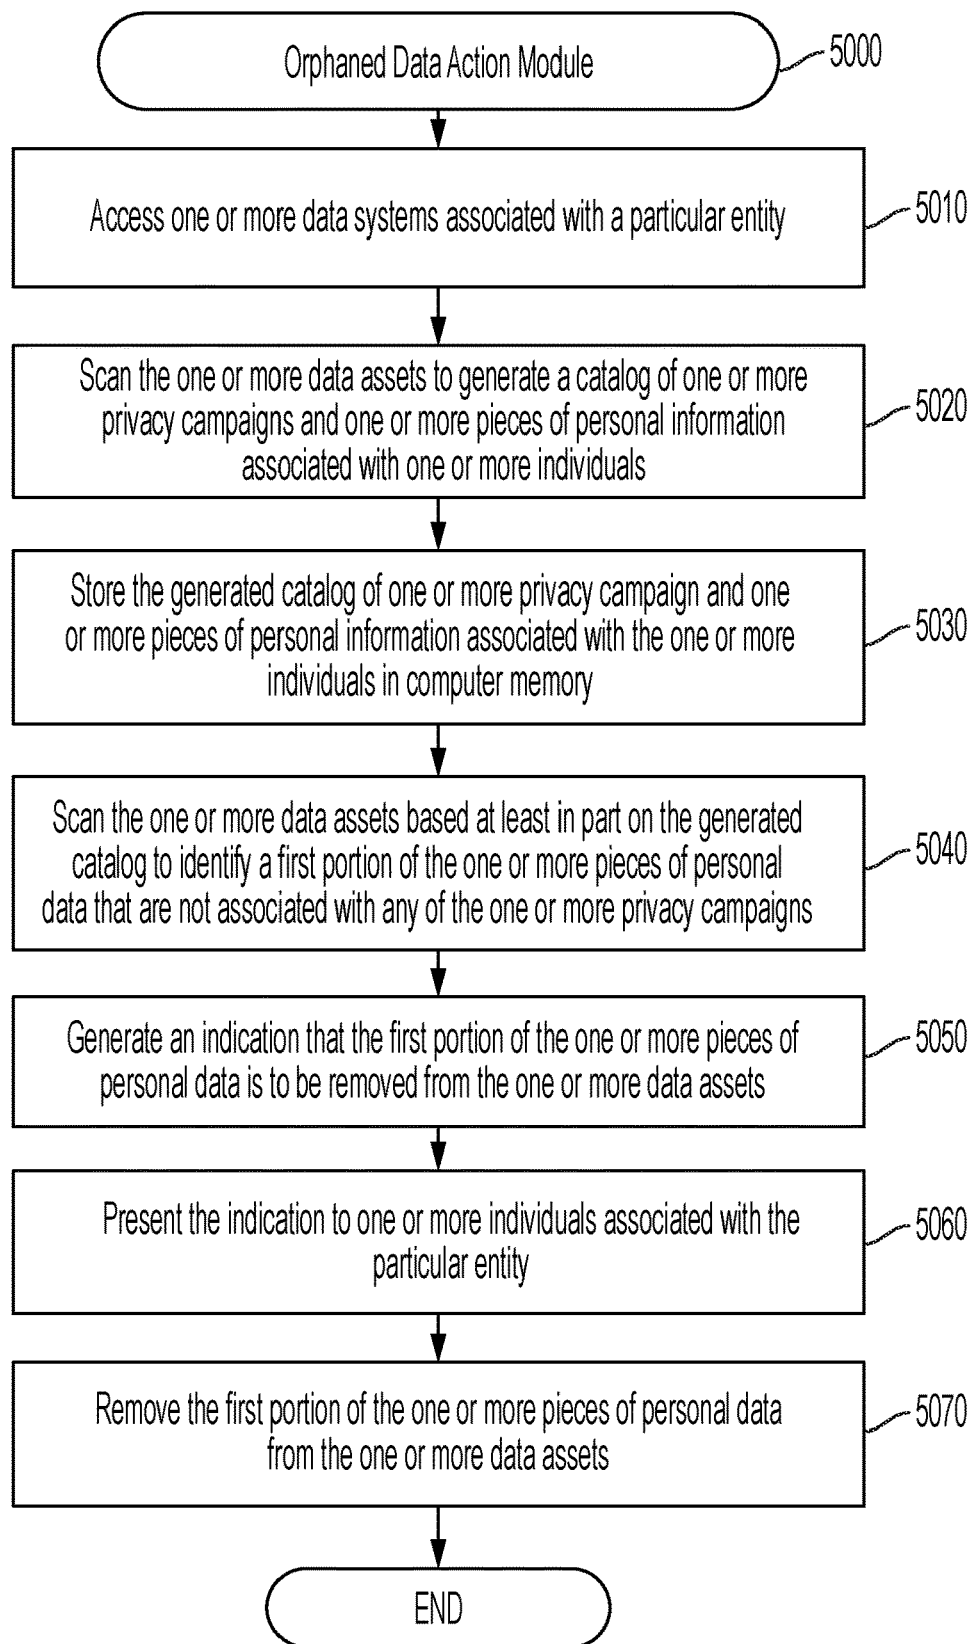 Orphaned Data Action Module
5000
Access one or more data systems associated with a particular entity
5010
Scan the one or more data assets to generate a catalog of one or more
privacy campaigns and one or more pieces of personal information
associated with one or more individuals
5020
Store the generated catalog of one or more privacy campaign and one
or more pieces of personal information associated with the one or more
individuals in computer memory
5030
Scan the one or more data assets based at least in part on the generated
catalog to identify a first portion of the one or more pieces of personal
data that are not associated with any of the one or more privacy campaigns
5040
Generate an indication that the first portion of the one or more pieces of
personal data is to be removed from the one or more data assets
5050
Present the indication to one or more individuals associated with the
particular entity
5060
Remove the first portion of the one or more pieces of personal data
from the one or more data assets
5070
END